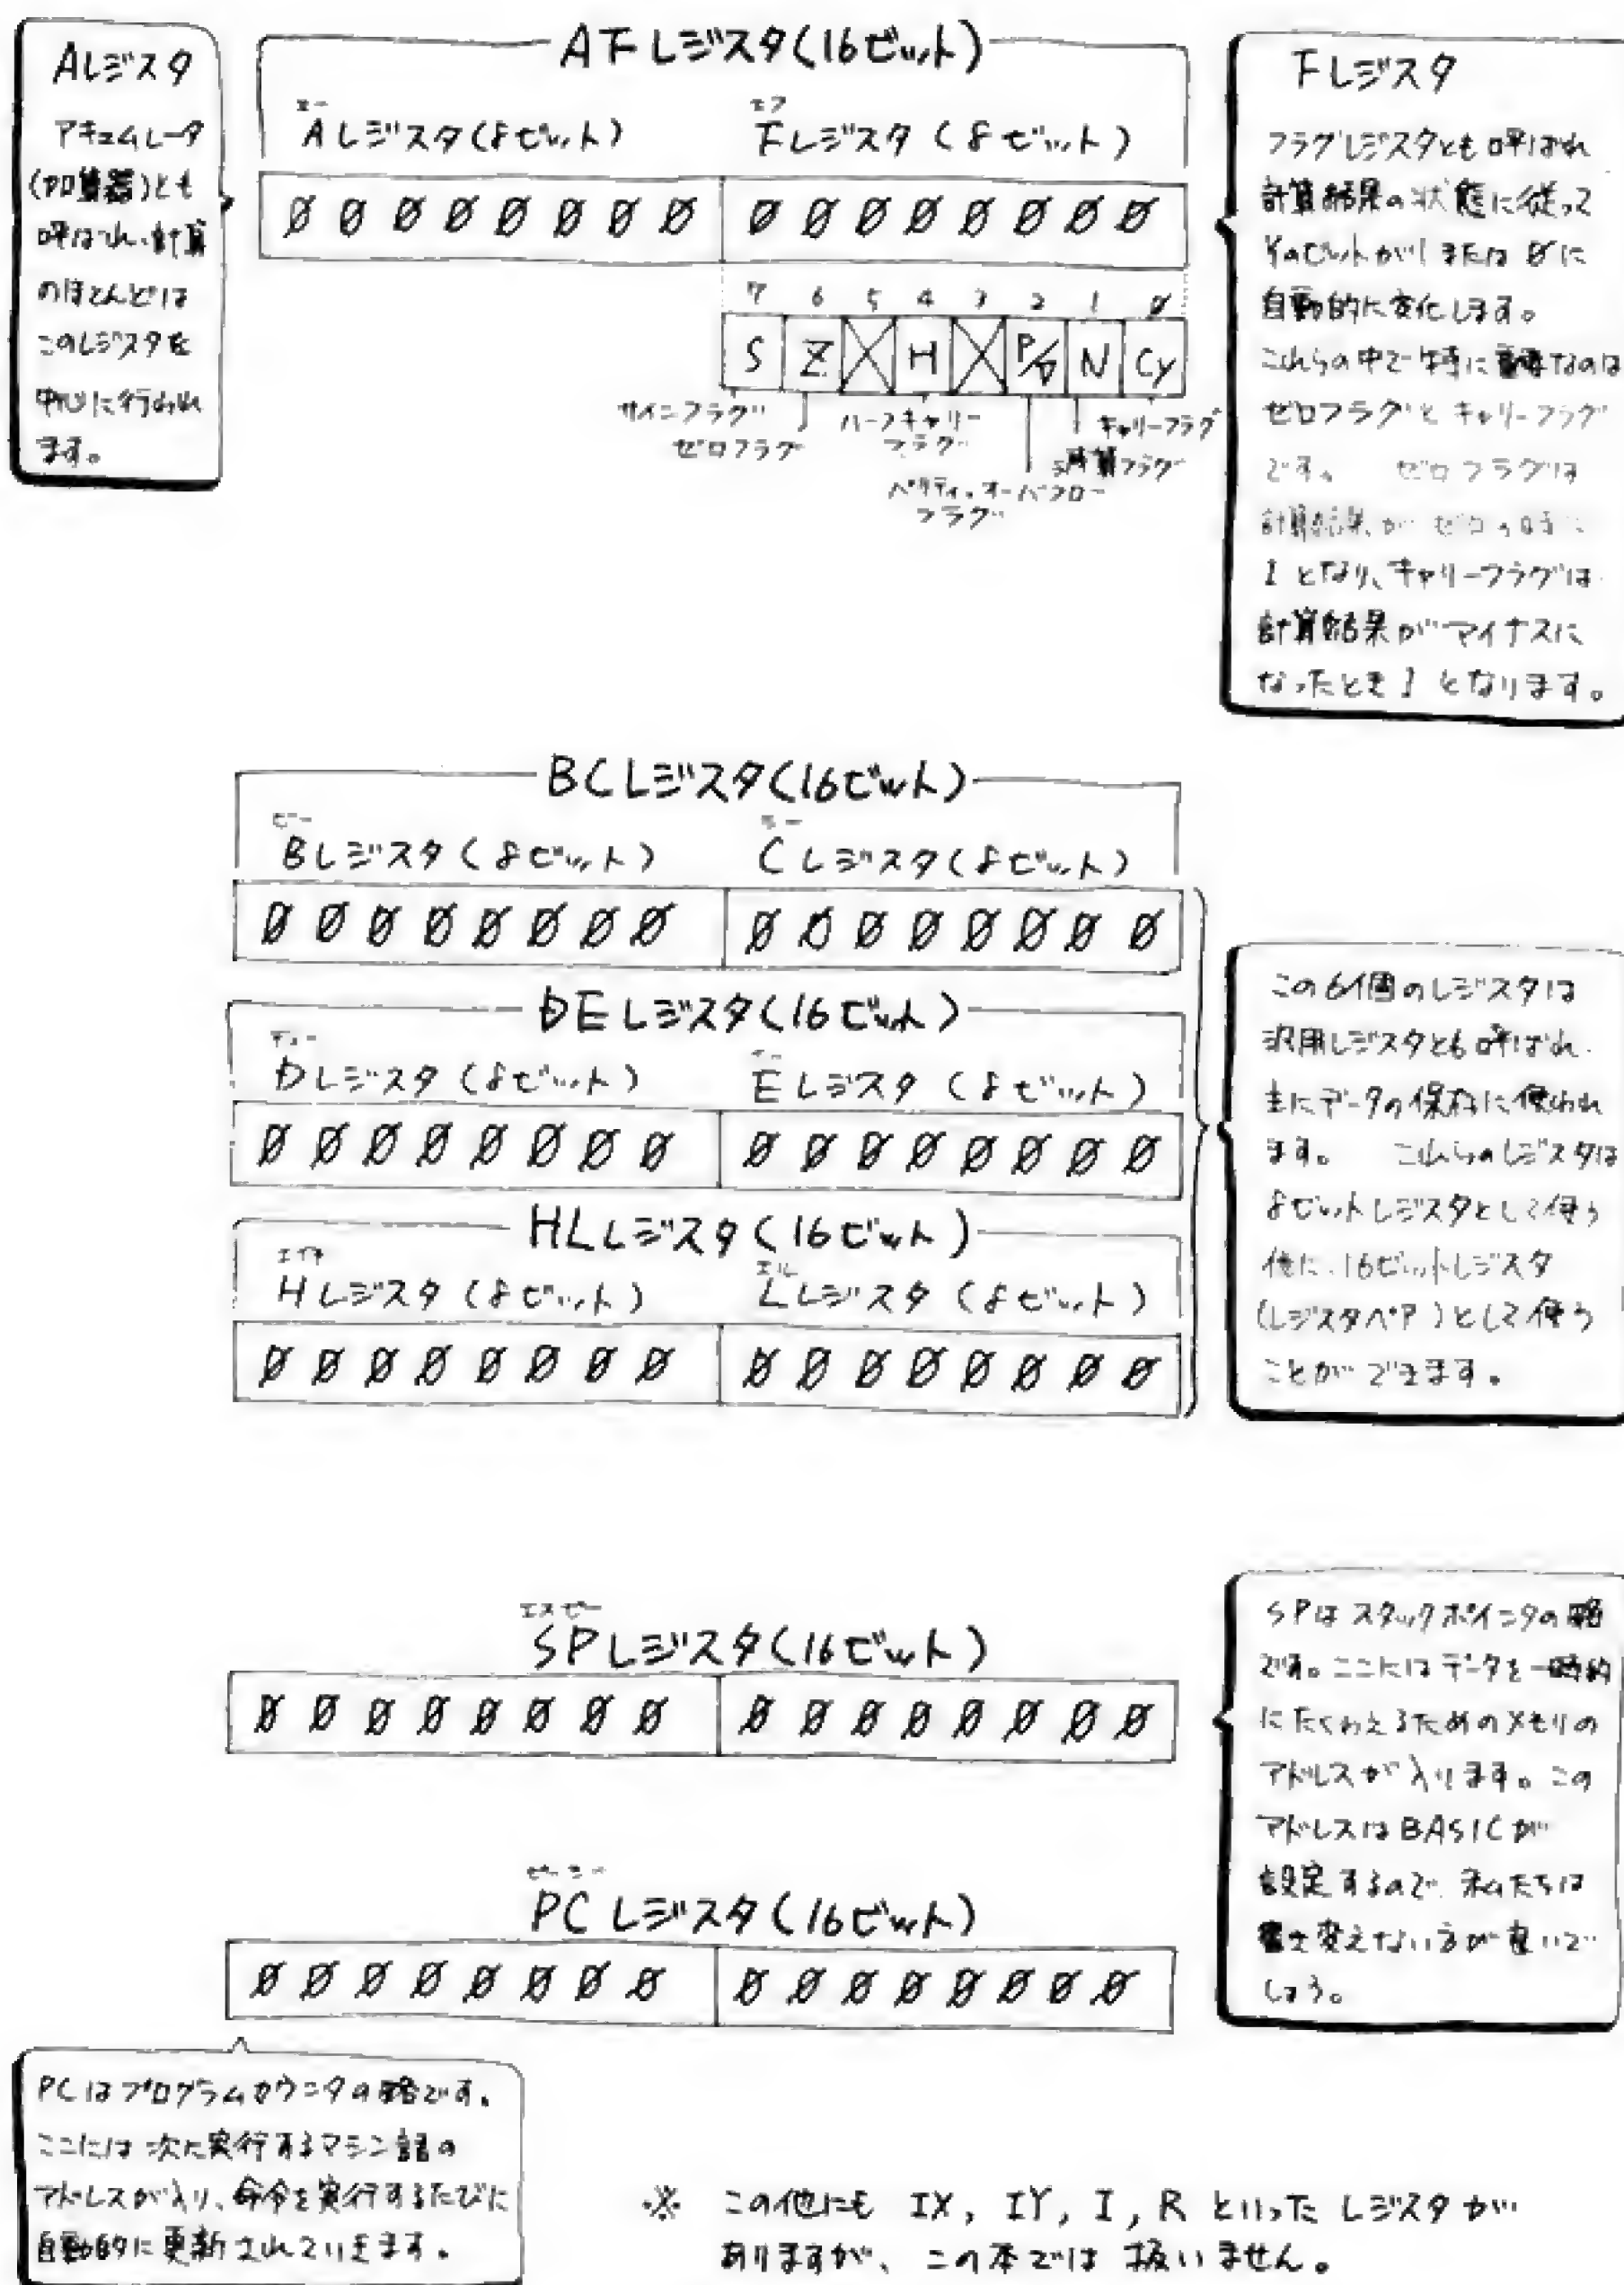 AFレジスタ(16ビット)
Aレジスタ
アキュムレータ
(加算器)とも
呼ばれ、計算
のほとんどは
このレジスタを
中心に行われ
ます。
エー
Aレジスタ(8ビット)
エフ
Fレジスタ(8ビット)
0 0 0 0 0 0 0 0
0 0 0 0 0 0 0 0
7 6 5 4 3 2 1 0
S Z H P/V N Cy
サインフラグ
ゼロフラグ
ハーフキャリー
フラグ
パリティ・オーバフロー
フラグ
減算フラグ
キャリーフラグ
Fレジスタ
フラグレジスタとも呼ばれ
計算結果の状態に従って
各ビットが1または0に
自動的に変化します。
これらの中で特に重要なのは
ゼロフラグとキャリーフラグ
です。 ゼロフラグは
計算結果がゼロの時に
1となり、キャリーフラグは
計算結果がマイナスに
なったとき1となります。
BCレジスタ(16ビット)
ビー
Bレジスタ(8ビット)
シー
Cレジスタ(8ビット)
0 0 0 0 0 0 0 0
0 0 0 0 0 0 0 0
DEレジスタ(16ビット)
ディー
Dレジスタ(8ビット)
イー
Eレジスタ(8ビット)
0 0 0 0 0 0 0 0
0 0 0 0 0 0 0 0
HLレジスタ(16ビット)
エイチ
Hレジスタ(8ビット)
エル
Lレジスタ(8ビット)
0 0 0 0 0 0 0 0
0 0 0 0 0 0 0 0
この6個のレジスタは
汎用レジスタとも呼ばれ
主にデータの保存に使われ
ます。 これらのレジスタは
8ビットレジスタとして使う
他に、16ビットレジスタ
(レジスタペア)として使う
ことができます。
エスピー
SPレジスタ(16ビット)
0 0 0 0 0 0 0 0
0 0 0 0 0 0 0 0
SPはスタックポインタの略
です。ここにはデータを一時的
にたくわえるためのメモリの
アドレスが入ります。この
アドレスはBASICが
設定するので、私たちは
書き変えない方が良いで
しょう。
ピーシー
PCレジスタ(16ビット)
0 0 0 0 0 0 0 0
0 0 0 0 0 0 0 0
PCはプログラムカウンタの略です。
ここには次に実行するマシン語の
アドレスが入り、命令を実行するたびに
自動的に更新されていきます。
※ この他にも IX, IY, I, R といったレジスタが
ありますが、この本では扱いません。